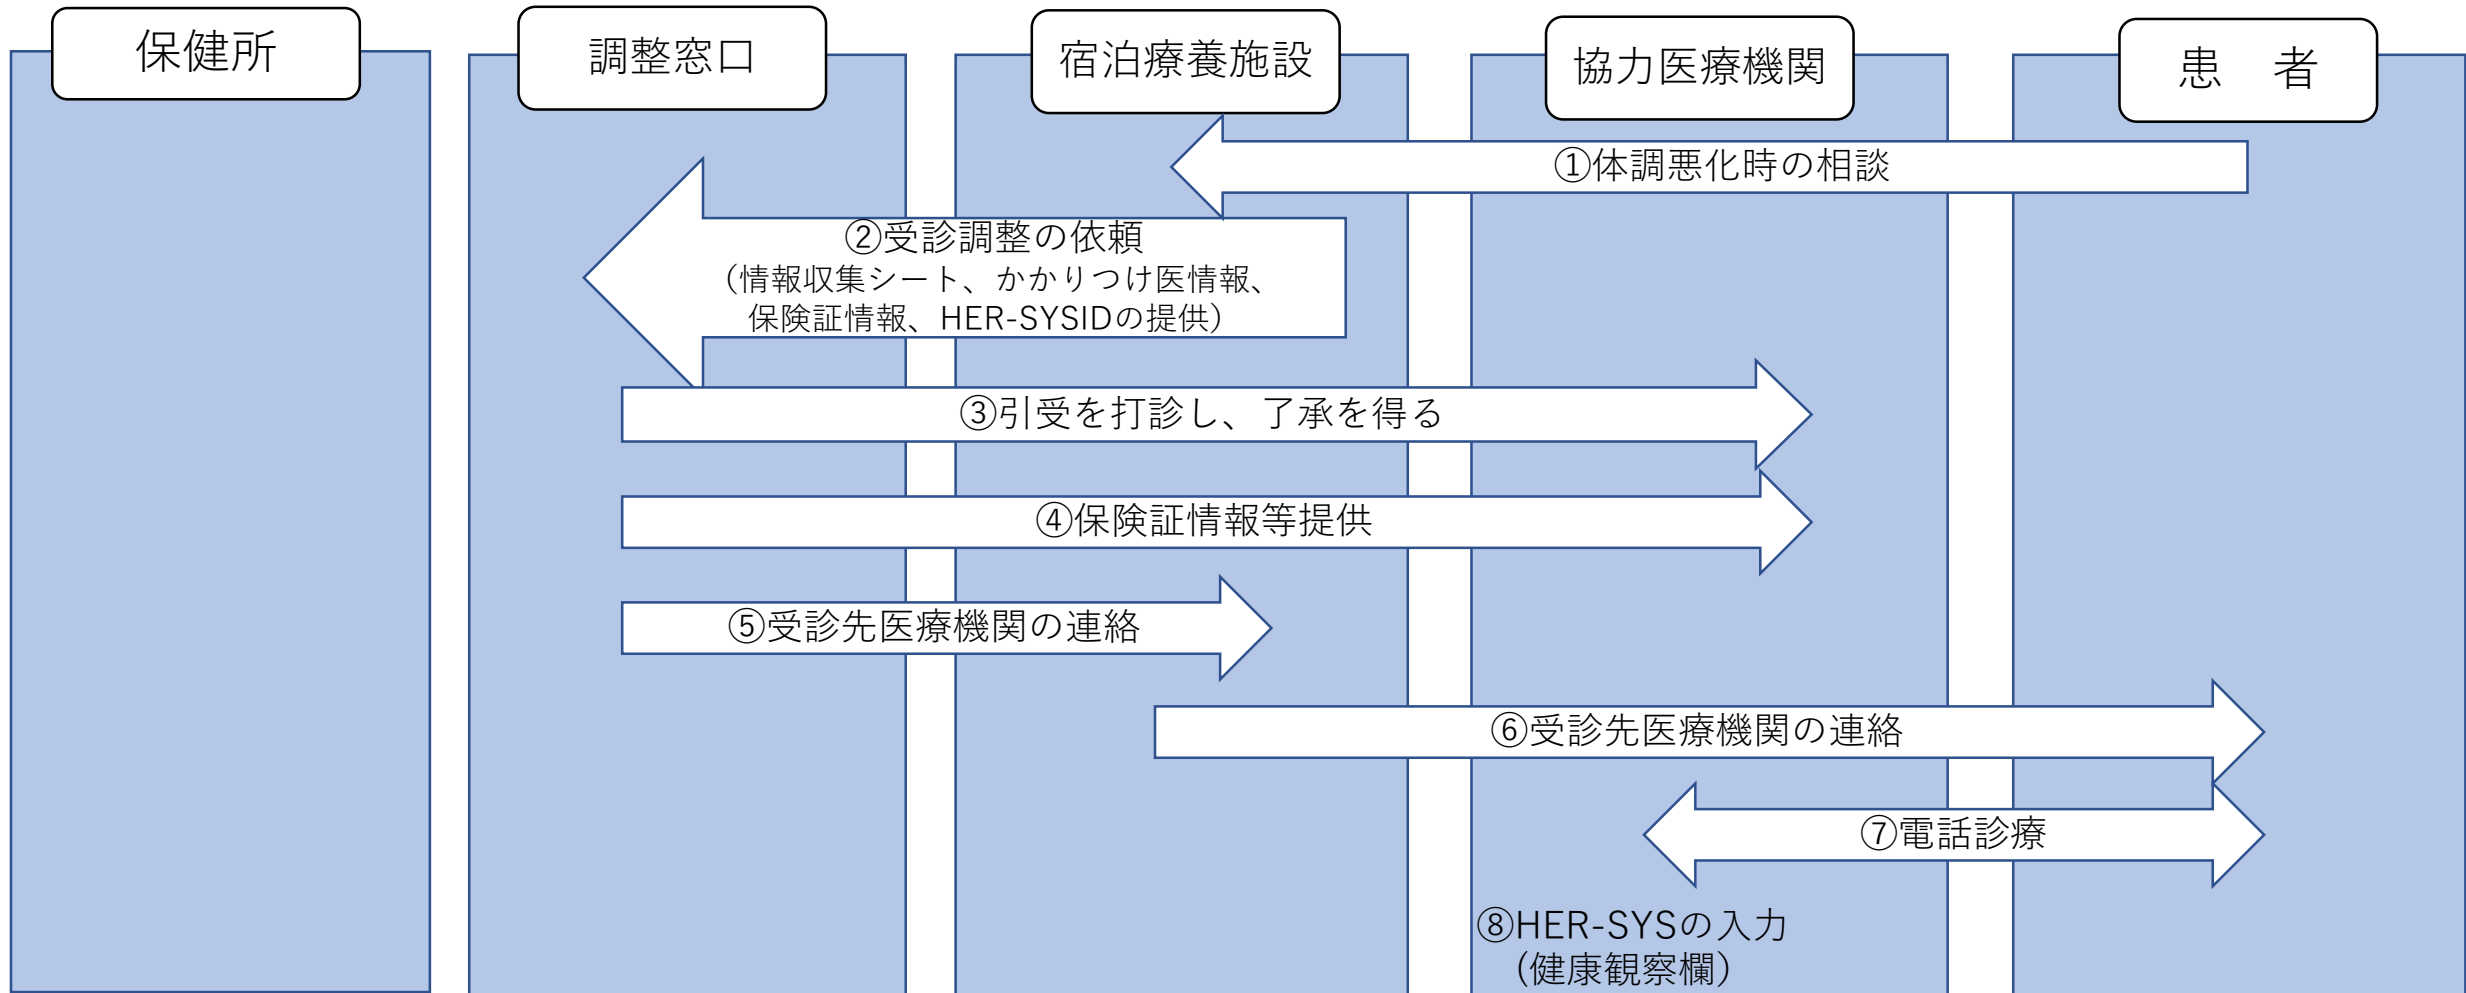 保健所
調整窓口
宿泊療養施設
協力医療機関
患　者
①体調悪化時の相談
②受診調整の依頼
（情報収集シート、かかりつけ医情報、
保険証情報、HER-SYSIDの提供）
③引受を打診し、了承を得る
④保険証情報等提供
⑤受診先医療機関の連絡
⑥受診先医療機関の連絡
⑦電話診療
⑧HER-SYSの入力
（健康観察欄）